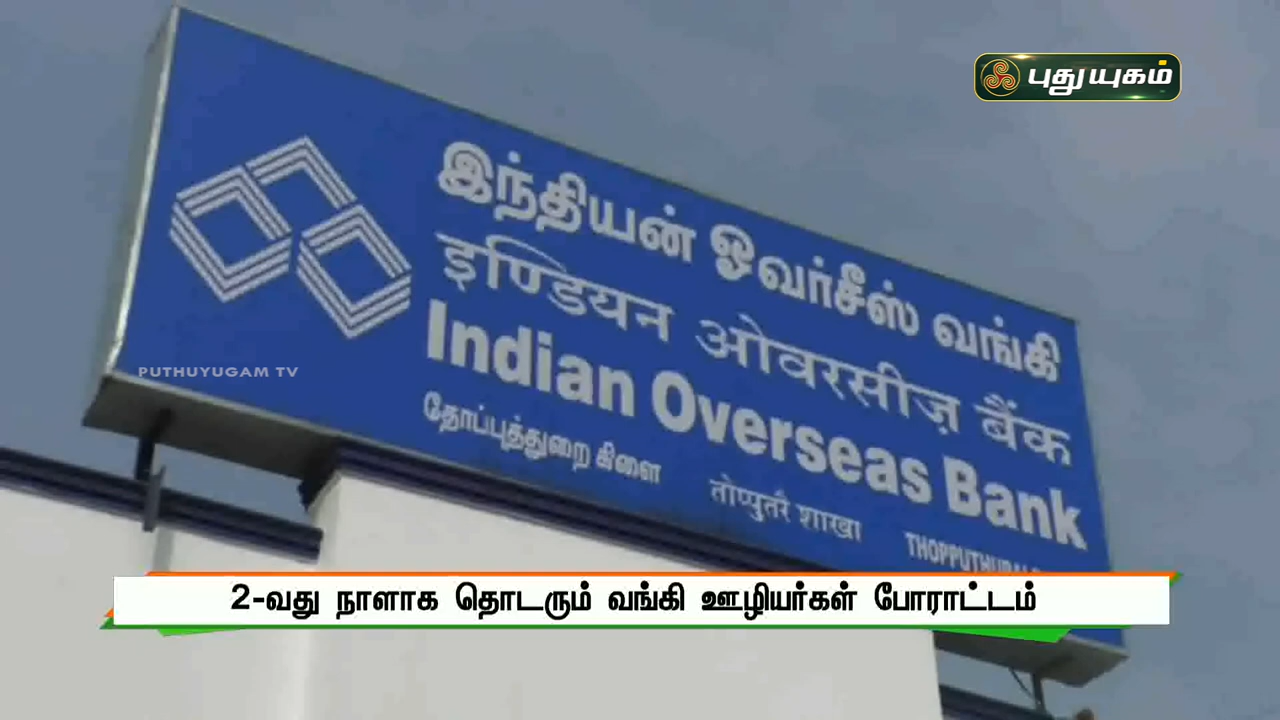 புதுயுகம்
இந்தியன் ஓவர்சீஸ் வங்கி
इण्डियन ओवरसीज़ बैंक
Indian Overseas Bank
தோப்புத்துறை கிளை तोप्पुतरै शाखा
PUTHUYUGAM TV
2-வது நாளாக தொடரும் வங்கி ஊழியர்கள் போராட்டம்